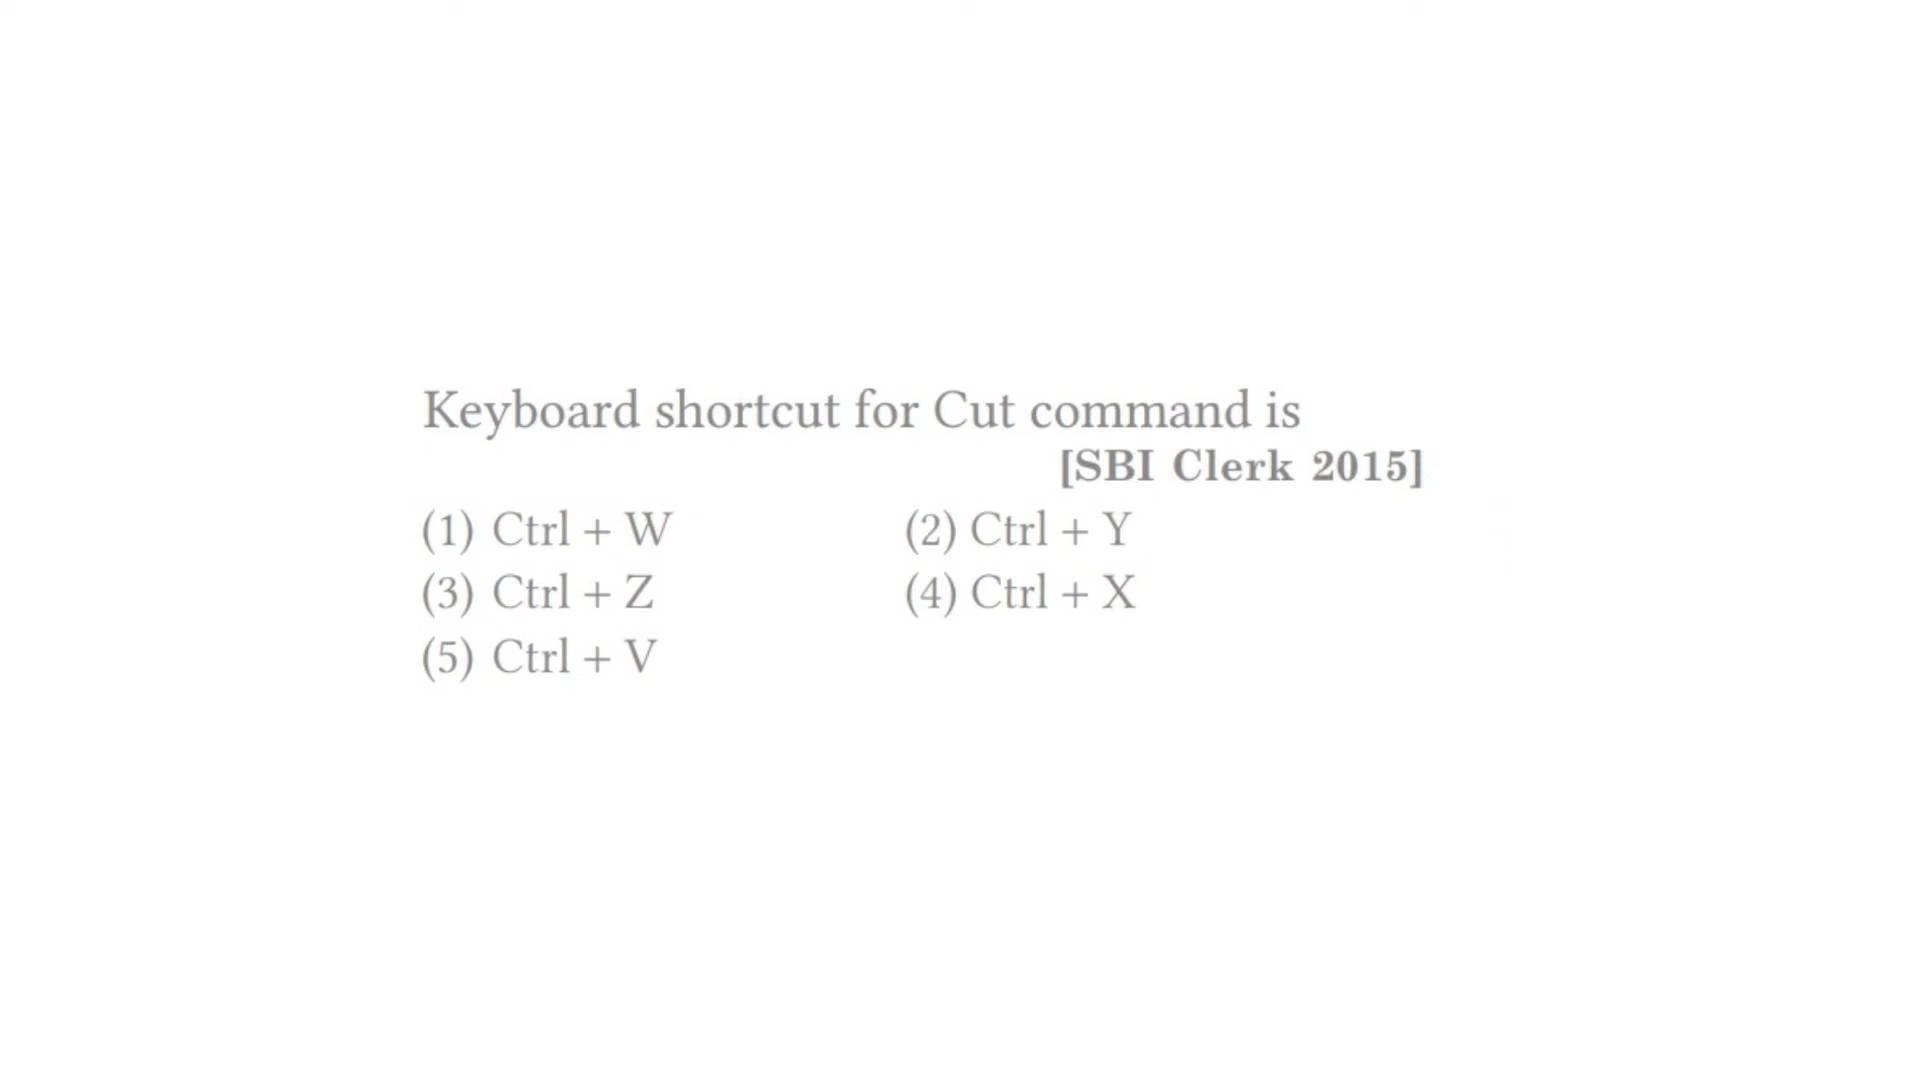 Keyboard shortcut for Cut command is
[SBI Clerk 2015]
(1) Ctrl + W (2) Ctrl + Y
(3) Ctrl + Z (4) Ctrl + X
(5) Ctrl + V